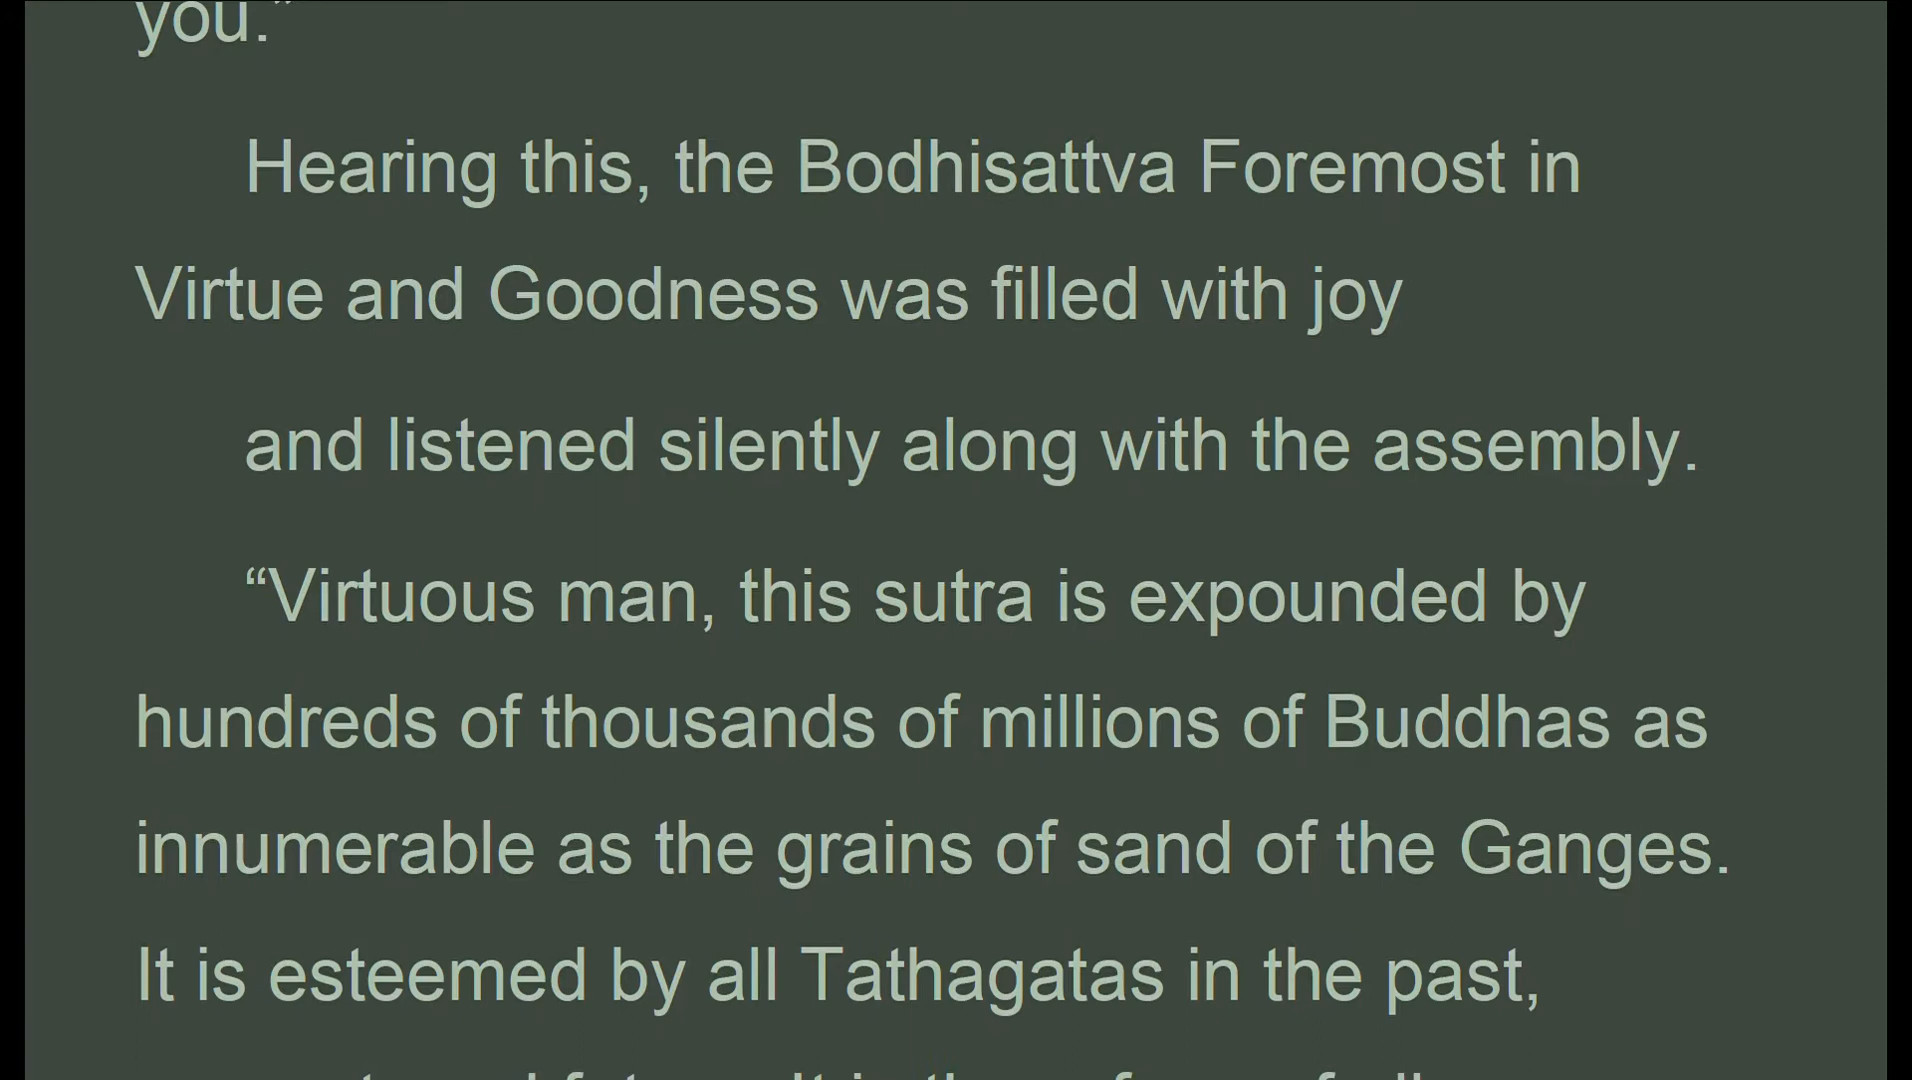 you.”
Hearing this, the Bodhisattva Foremost in
Virtue and Goodness was filled with joy
and listened silently along with the assembly.
“Virtuous man, this sutra is expounded by
hundreds of thousands of millions of Buddhas as
innumerable as the grains of sand of the Ganges.
It is esteemed by all Tathagatas in the past,